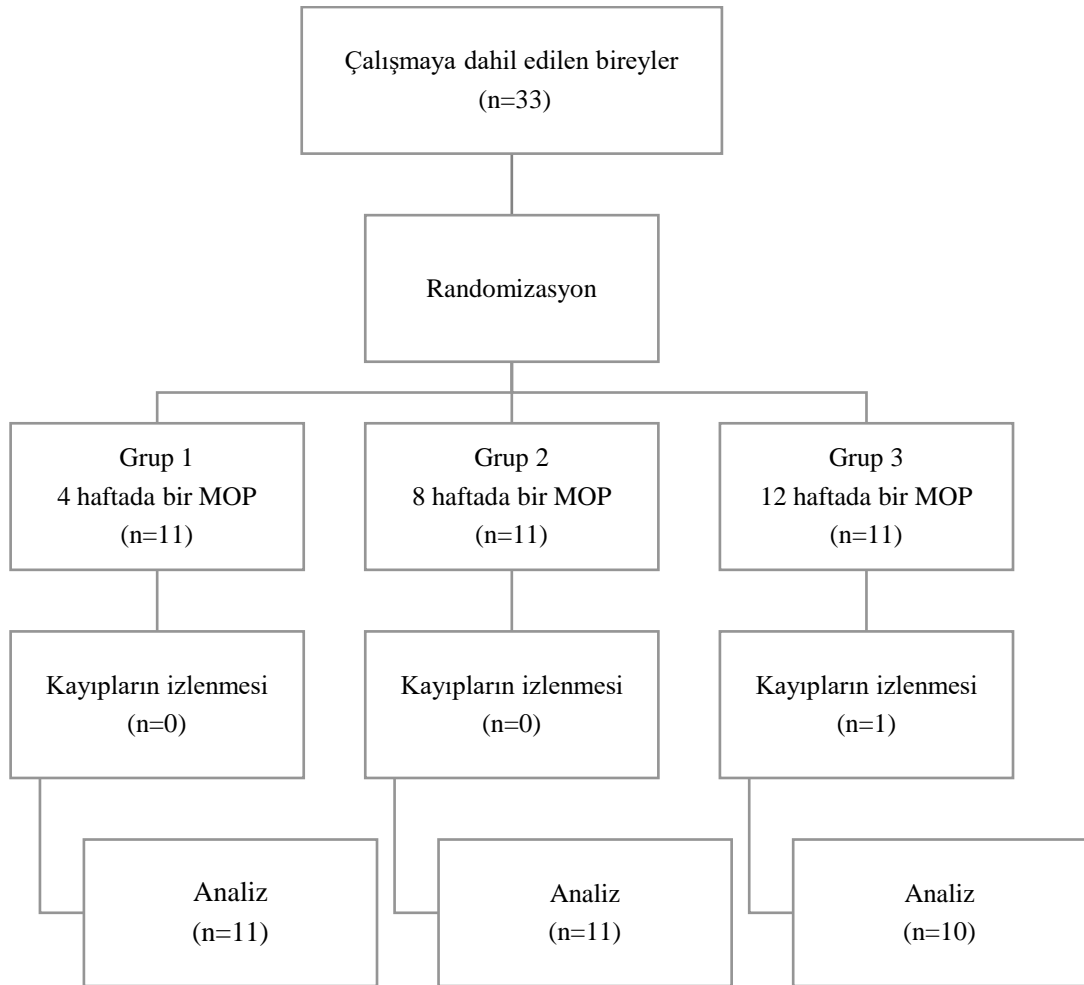 Çalışmaya dahil edilen bireyler
(n=33)
Randomizasyon
Grup 1
4 haftada bir MOP
(n=11)
Grup 2
8 haftada bir MOP
(n=11)
Grup 3
12 haftada bir MOP
(n=11)
Kayıpların izlenmesi
(n=0)
Kayıpların izlenmesi
(n=0)
Kayıpların izlenmesi
(n=1)
Analiz
(n=11)
Analiz
(n=11)
Analiz
(n=10)